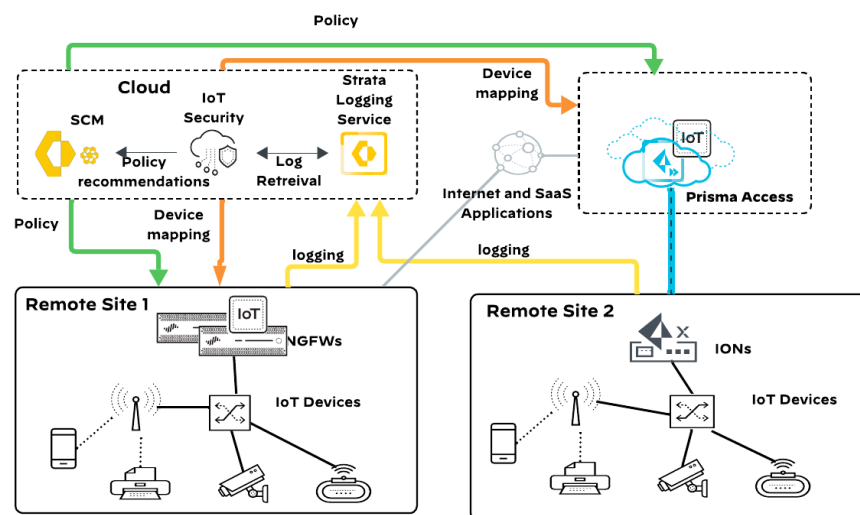 Policy
Cloud
SCM
IoT
Security
Strata
Logging
Service
Policy
recommendations
Log
Retreival
Device
mapping
IoT
Prisma Access
Internet and SaaS
Applications
Policy
Device
mapping
logging
logging
Remote Site 1
IoT
NGFWs
IoT Devices
Remote Site 2
IONs
IoT Devices